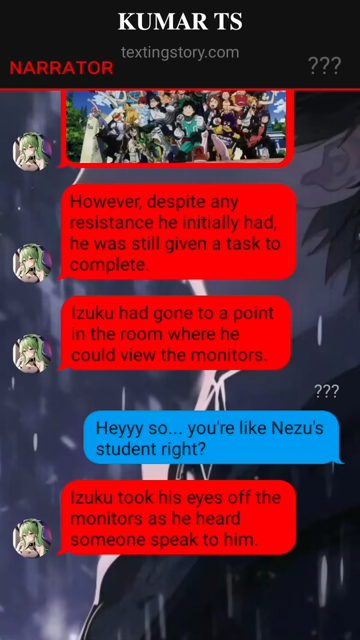 KUMAR TS
textingstory.com
NARRATOR
???
However, despite any
resistance he initially had,
he was still given a task to
complete.
Izuku had gone to a point
in the room where he
could view the monitors.
???
Heyyy so... you're like Nezu's
student right?
Izuku took his eyes off the
monitors as he heard
someone speak to him.